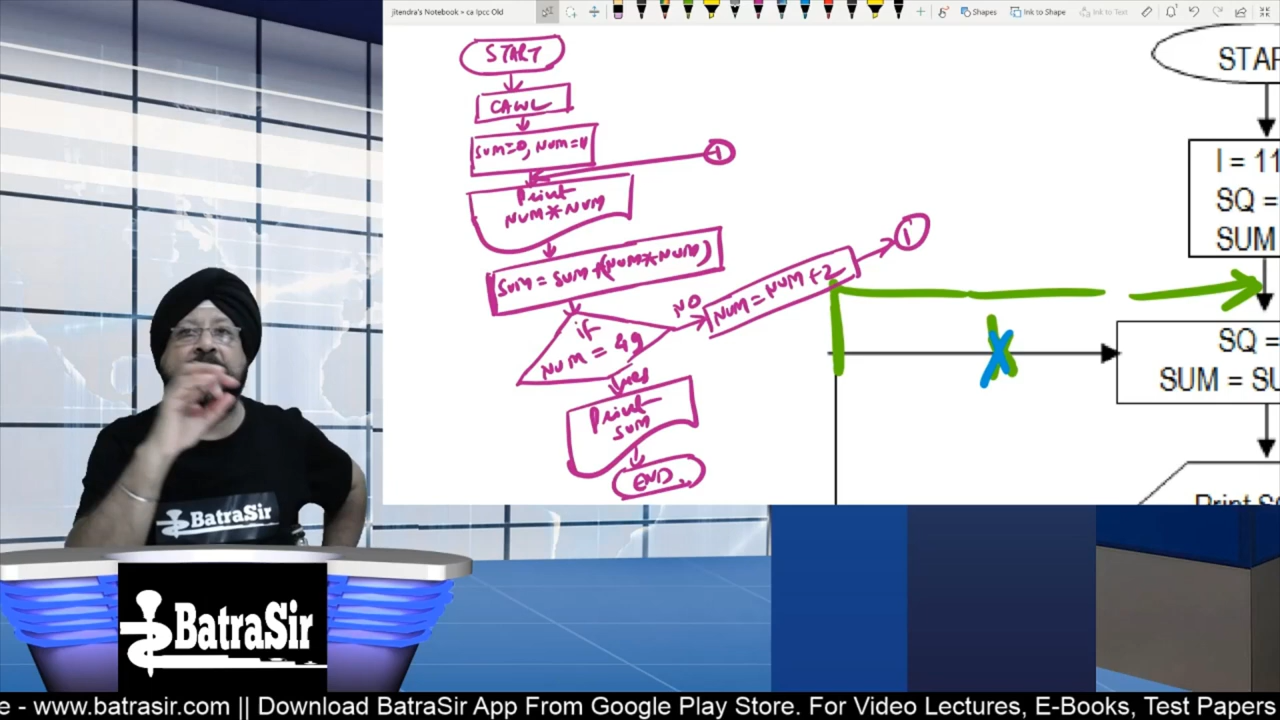 jitendra's Notebook » ca Ipcc Old
Shapes
Ink to Shape
Ink to Text
START
CAWL
SUM=0, NUM=11
1
Print
NUM*NUM
SUM = SUM+(NUM*NUM)
if
NUM = 49
NO
NUM = NUM+2
1
Yes
Print
SUM
END
STAR
I = 11
SQ =
SUM
SQ =
SUM = SU
Print S
BatraSir
BatraSir
e - www.batrasir.com || Download BatraSir App From Google Play Store. For Video Lectures, E-Books, Test Papers